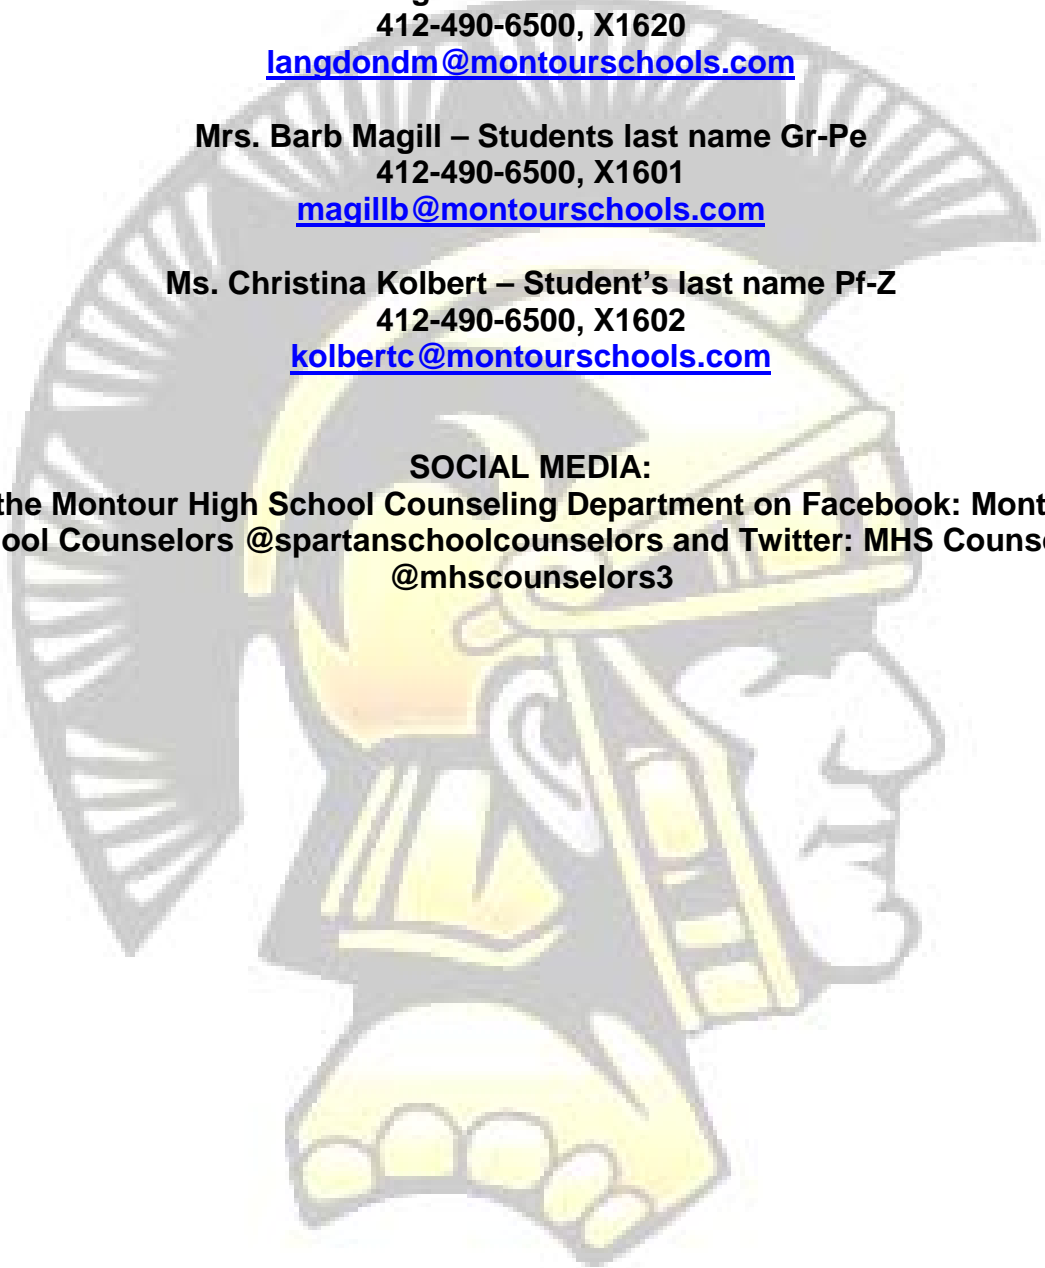 412-490-6500, X1620
langdondm@montourschools.com
Mrs. Barb Magill – Students last name Gr-Pe
412-490-6500, X1601
magillb@montourschools.com
Ms. Christina Kolbert – Student’s last name Pf-Z
412-490-6500, X1602
kolbertc@montourschools.com
SOCIAL MEDIA:
the Montour High School Counseling Department on Facebook: Mont
ool Counselors @spartanschoolcounselors and Twitter: MHS Couns
@mhscounselors3